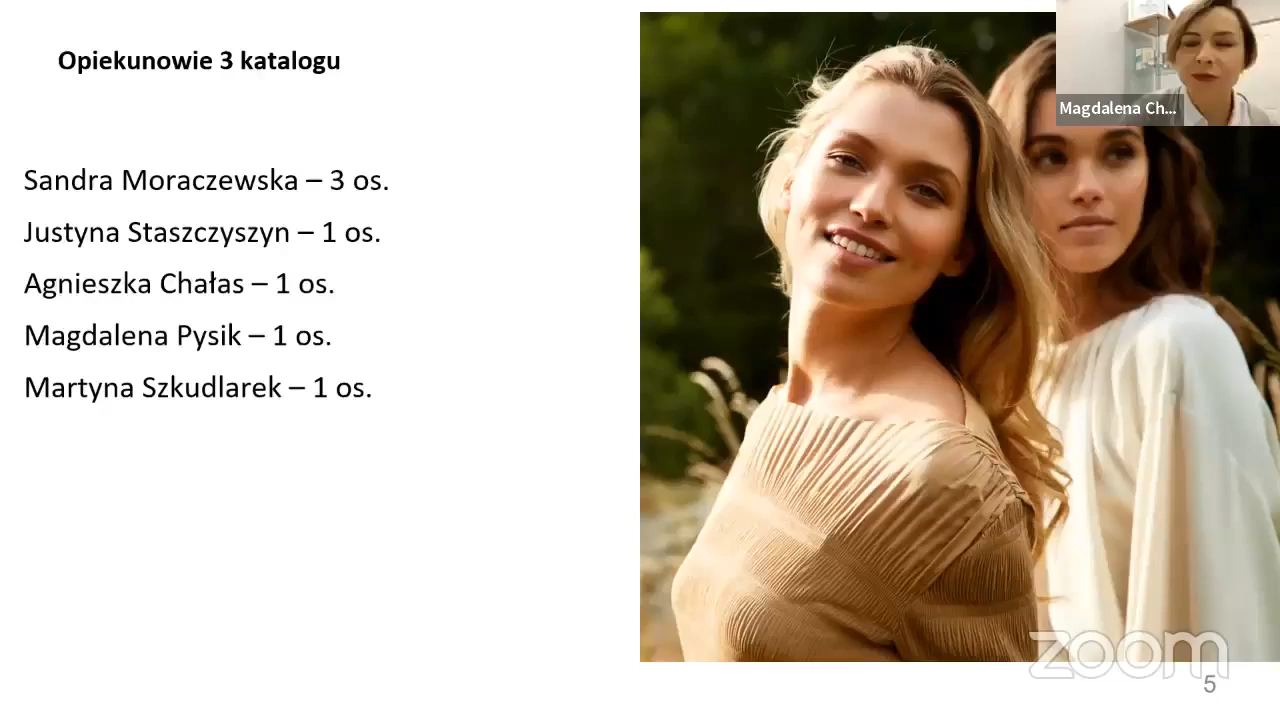 Opiekunowie 3 katalogu
Magdalena Ch...
Sandra Moraczewska – 3 os.
Justyna Staszczyszyn – 1 os.
Agnieszka Chałas – 1 os.
Magdalena Pysik – 1 os.
Martyna Szkudlarek – 1 os.
zoom
5